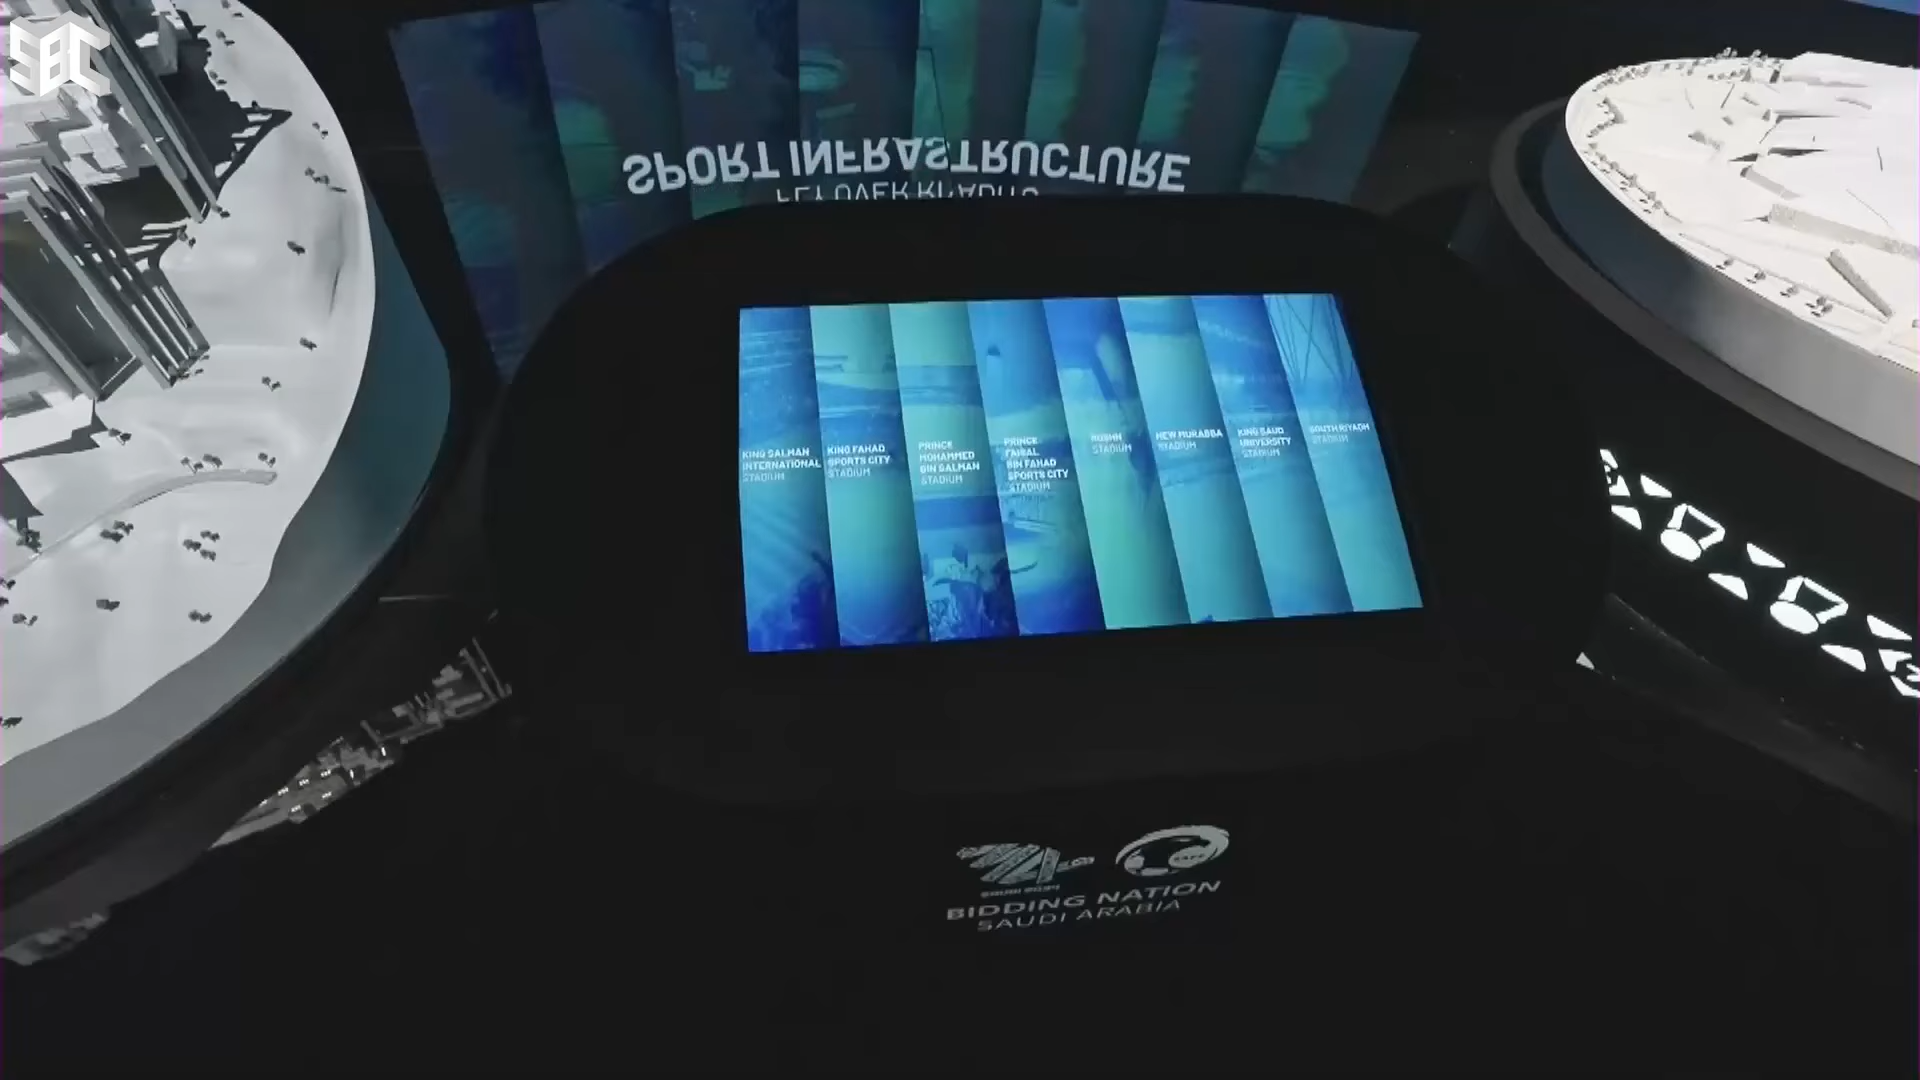 SBC
SPORT INFRASTRUCTURE
KING SALMAN
INTERNATIONAL
STADIUM
KING FAHAD
SPORTS CITY
STADIUM
PRINCE
MOHAMMED
BIN SALMAN
STADIUM
PRINCE
FAISAL
BIN FAHAD
SPORTS CITY
STADIUM
ROSHN
STADIUM
NEW MURABBA
STADIUM
KING SAUD
UNIVERSITY
STADIUM
SOUTH RIYADH
STADIUM
BIDDING NATION
SAUDI ARABIA